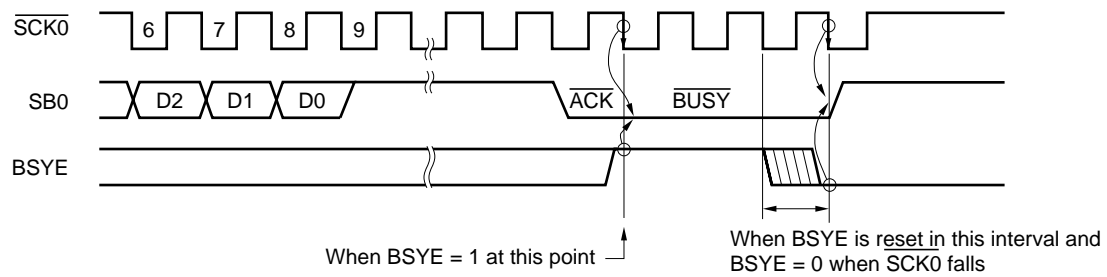 SCK0 6 7 8 9
SB0 D2 D1 D0 ACK BUSY
BSYE
When BSYE = 1 at this point
When BSYE is reset in this interval and
BSYE = 0 when SCK0 falls